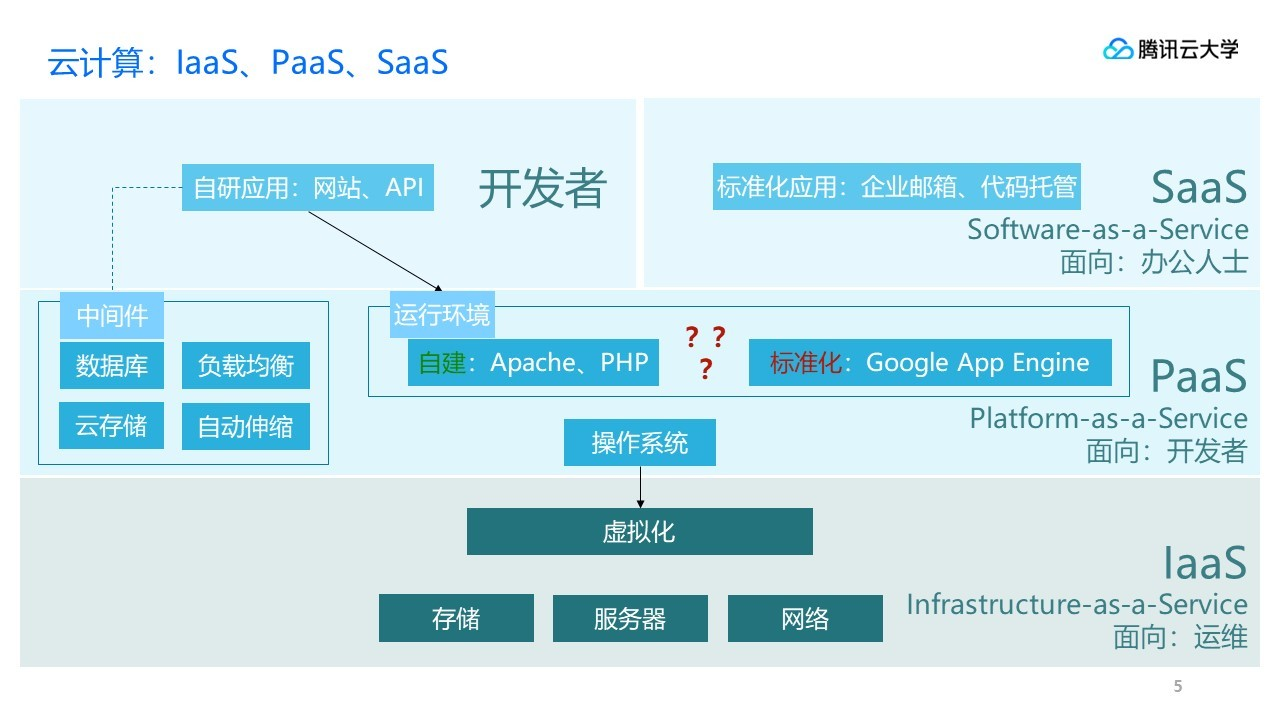 云计算：IaaS、PaaS、SaaS
腾讯云大学
自研应用：网站、API
开发者
标准化应用：企业邮箱、代码托管
SaaS
Software-as-a-Service
面向：办公人士
中间件
数据库
负载均衡
云存储
自动伸缩
运行环境
自建：Apache、PHP
？？
？
标准化：Google App Engine
操作系统
PaaS
Platform-as-a-Service
面向：开发者
虚拟化
存储
服务器
网络
IaaS
Infrastructure-as-a-Service
面向：运维
5